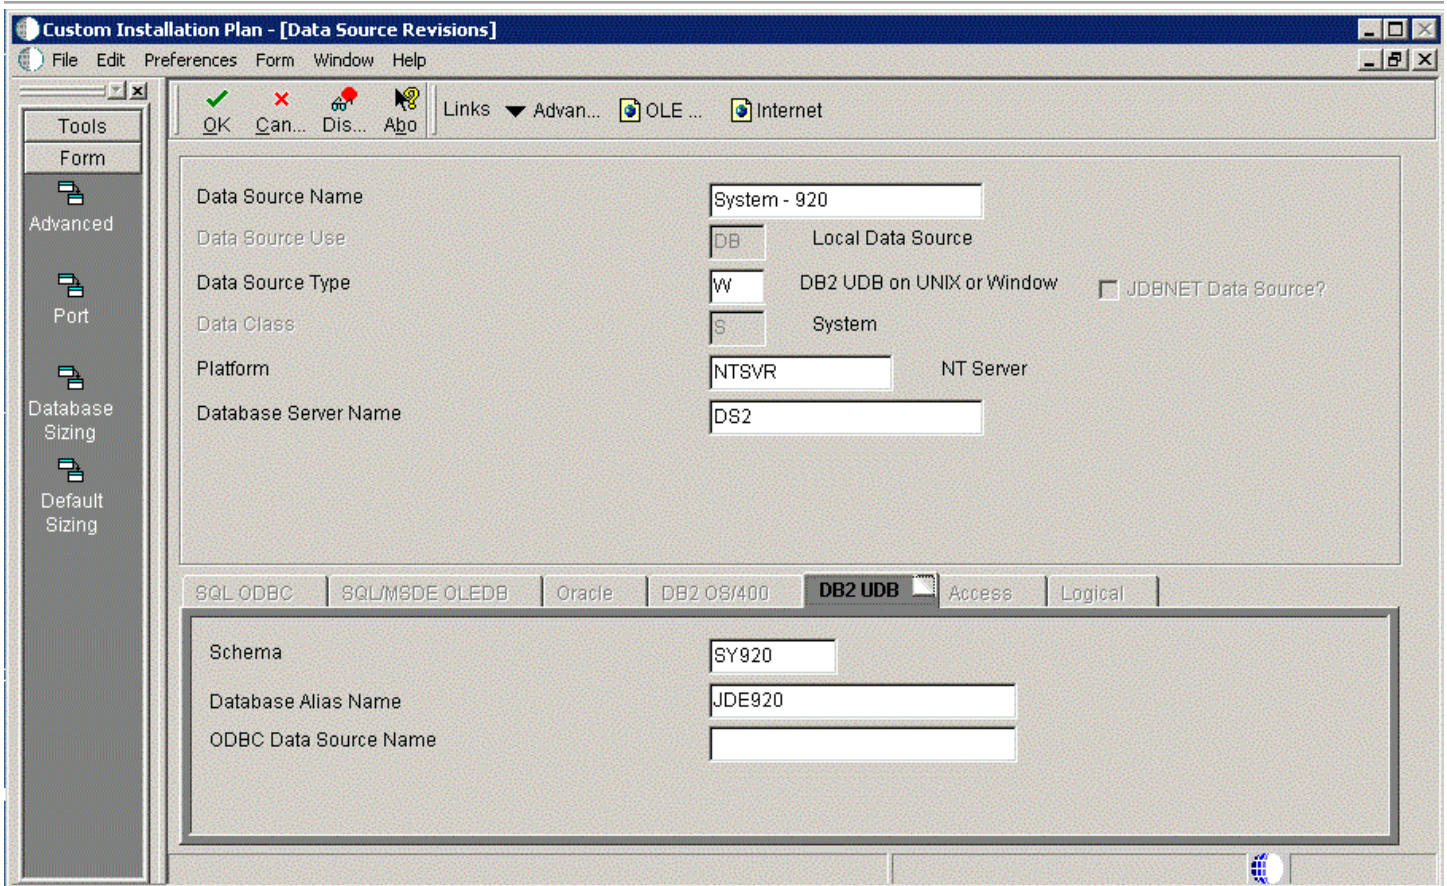 Custom Installation Plan - [Data Source Revisions]
File Edit Preferences Form Window Help
OK Can... Dis... Abo Links Advan... OLE ... Internet
Tools
Form
Advanced
Port
Database
Sizing
Default
Sizing
Data Source Name System - 920
Data Source Use DB Local Data Source
Data Source Type W DB2 UDB on UNIX or Window JDBNET Data Source?
Data Class S System
Platform NTSVR NT Server
Database Server Name DS2
SQL ODBC SQL/MSDE OLEDB Oracle DB2 OS/400 DB2 UDB Access Logical
Schema SY920
Database Alias Name JDE920
ODBC Data Source Name